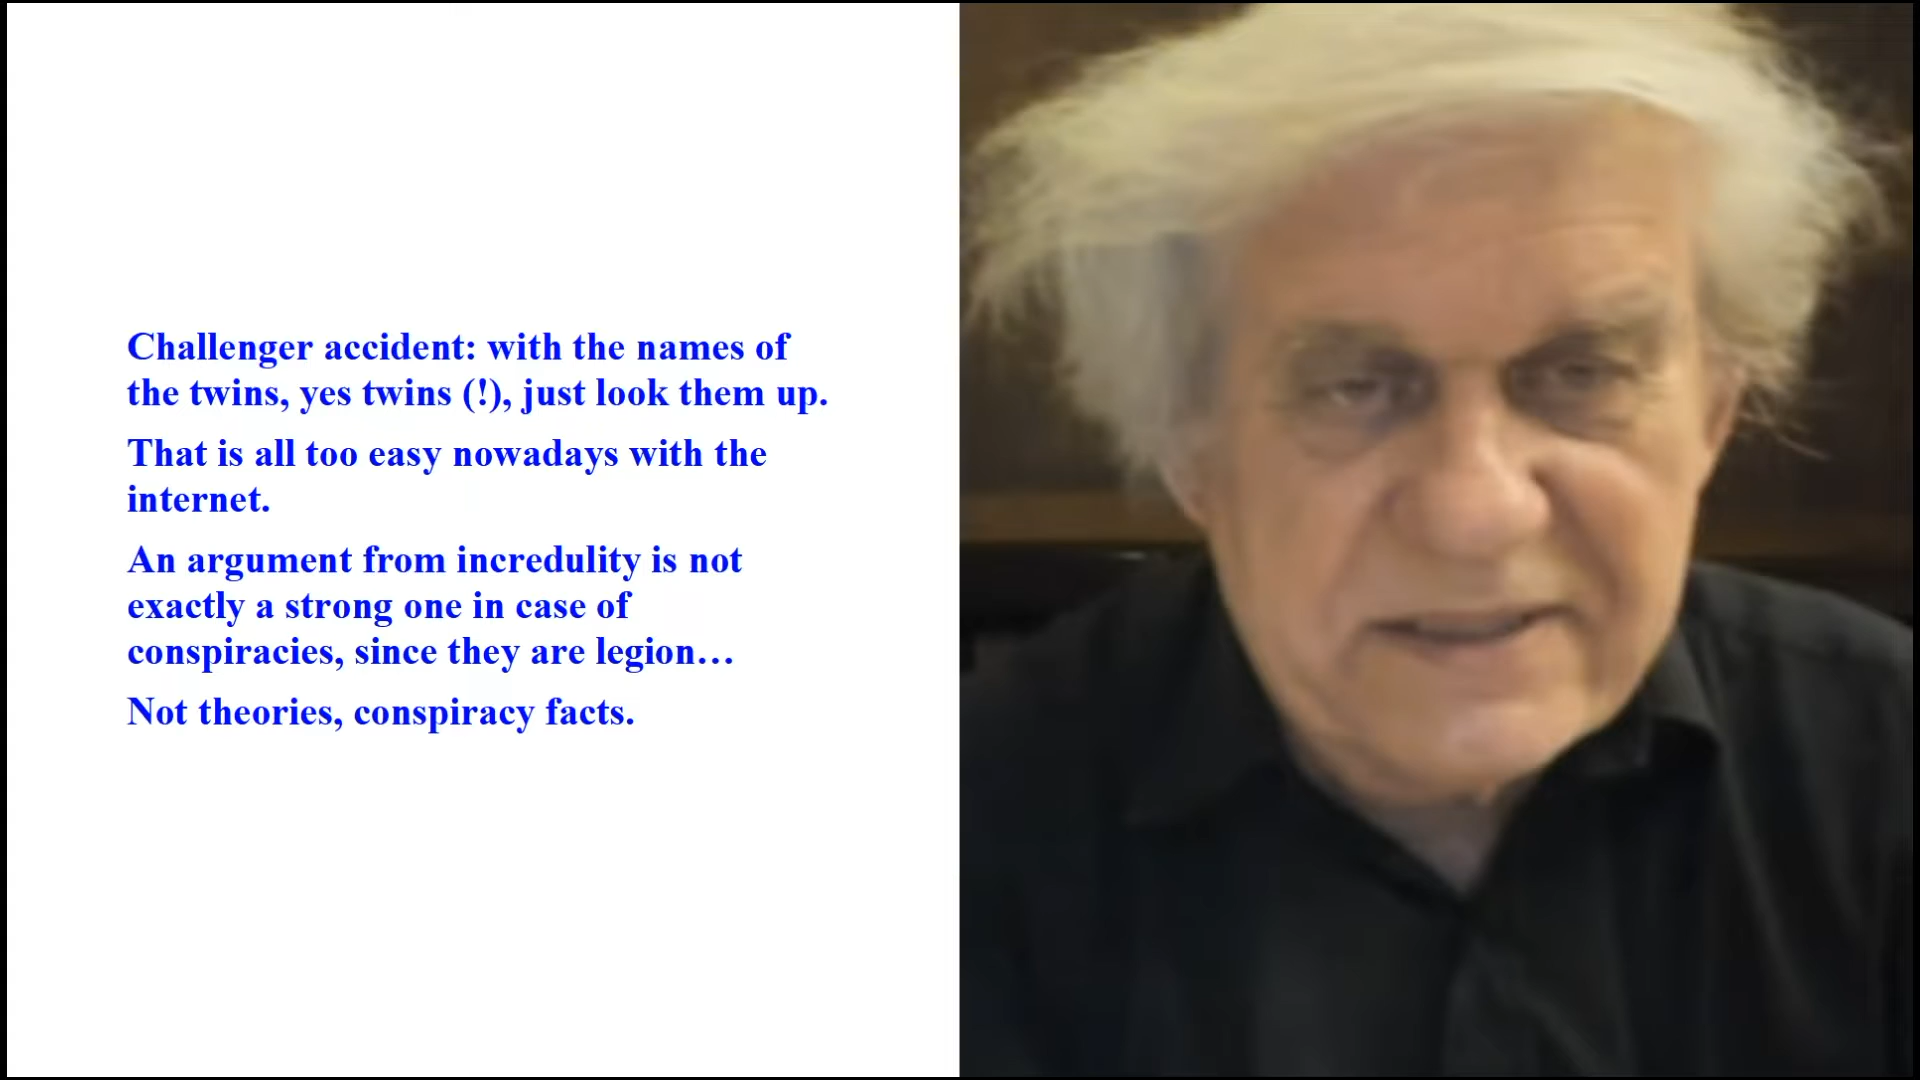 Challenger accident: with the names of
the twins, yes twins (!), just look them up.
That is all too easy nowadays with the
internet.
An argument from incredulity is not
exactly a strong one in case of
conspiracies, since they are legion…
Not theories, conspiracy facts.